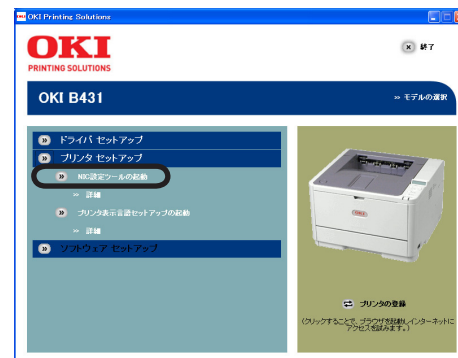 OKI Printing Solutions
OKI
PRINTING SOLUTIONS
終了
OKI B431
» モデルの選択
ドライバ セットアップ
プリンタ セットアップ
NIC設定ツールの起動
» 詳細
プリンタ表示言語セットアップの起動
» 詳細
ソフトウェア セットアップ
プリンタの登録
(クリックすることで、ブラウザを起動しインターネットに
アクセスを試みます。)